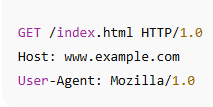 GET /index.html HTTP/1.0
Host: www.example.com
User-Agent: Mozilla/1.0